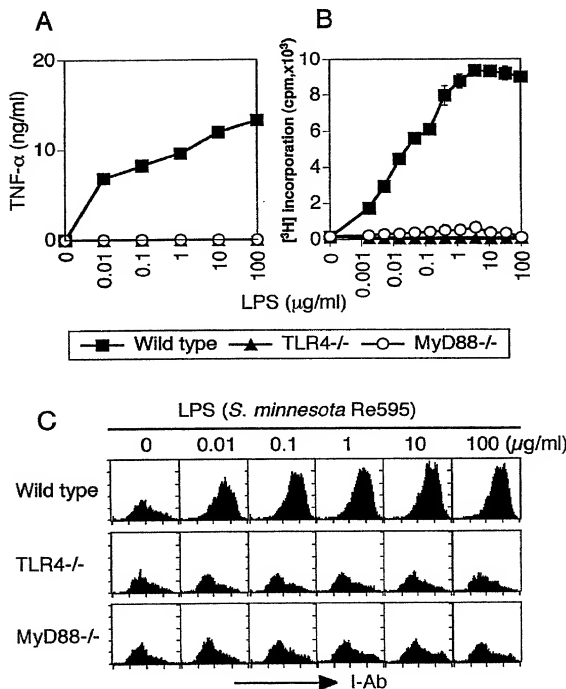 A
B
20
10
0
TNF-α (ng/ml)
0
0.01
0.1
1
10
100
10
8
6
4
2
0
[³H] incorporation (cpm,x10³)
0
0.001
0.01
0.1
1
10
100
LPS (μg/ml)
Wild type TLR4-/- MyD88-/-
C
LPS (S. minnesota Re595)
0 0.01 0.1 1 10 100 (μg/ml)
Wild type
TLR4-/-
MyD88-/-
I-Ab